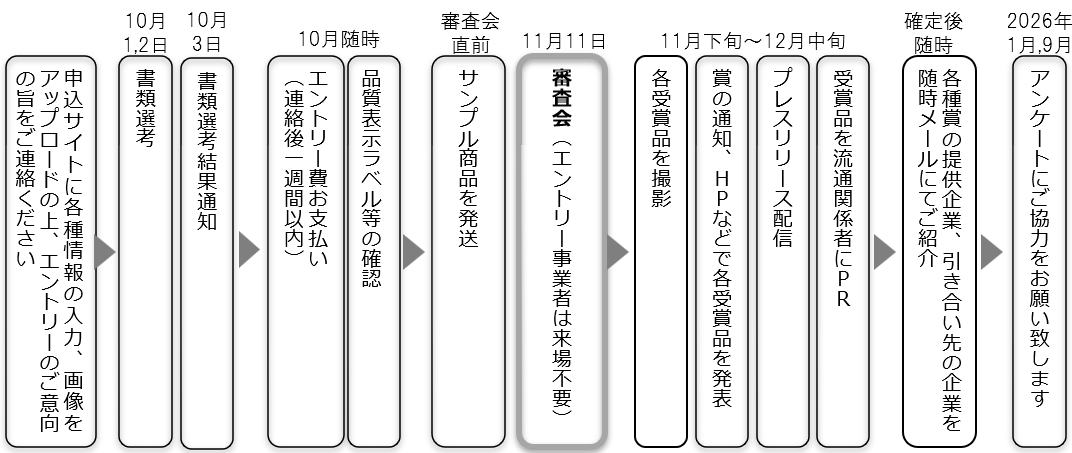 申込サイトに各種情報の入力、画像を
アップロードの上、エントリーのご意向
の旨をご連絡ください
10月
1,2日
書類選考
10月
3日
書類選考結果通知
10月随時
エントリー費お支払い
（連絡後一週間以内）
品質表示ラベル等の確認
審査会
直前
サンプル商品を発送
11月11日
審査会（エントリー事業者は来場不要）
11月下旬～12月中旬
各受賞品を撮影
賞の通知、HPなどで各受賞品を発表
プレスリリース配信
受賞品を流通関係者にPR
確定後
随時
各種賞の提供企業、引き合い先の企業を
随時メールにてご紹介
2026年
1月,9月
アンケートにご協力をお願い致します